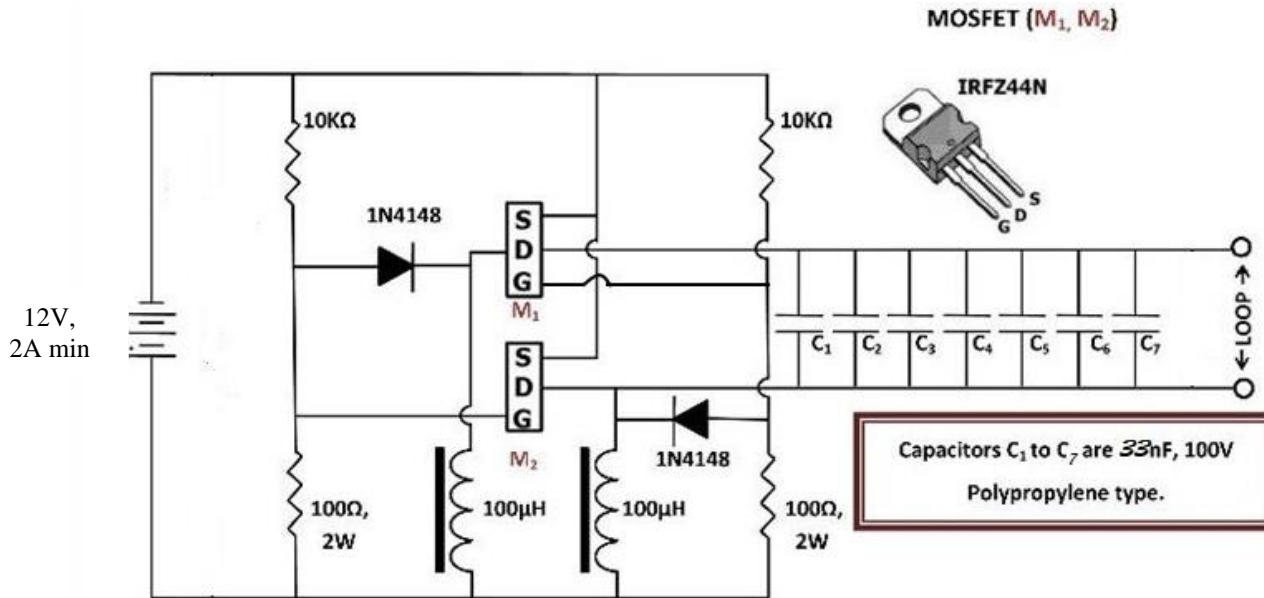 MOSFET (M₁, M₂)
IRFZ44N
S
D
G
10KΩ
10KΩ
1N4148
S
D
G
M₁
12V,
2A min
C₁ C₂ C₃ C₄ C₅ C₆ C₇
LOOP
S
D
G
M₂
1N4148
100Ω,
2W
100µH
100µH
100Ω,
2W
Capacitors C₁ to C₇ are 33nF, 100V
Polypropylene type.